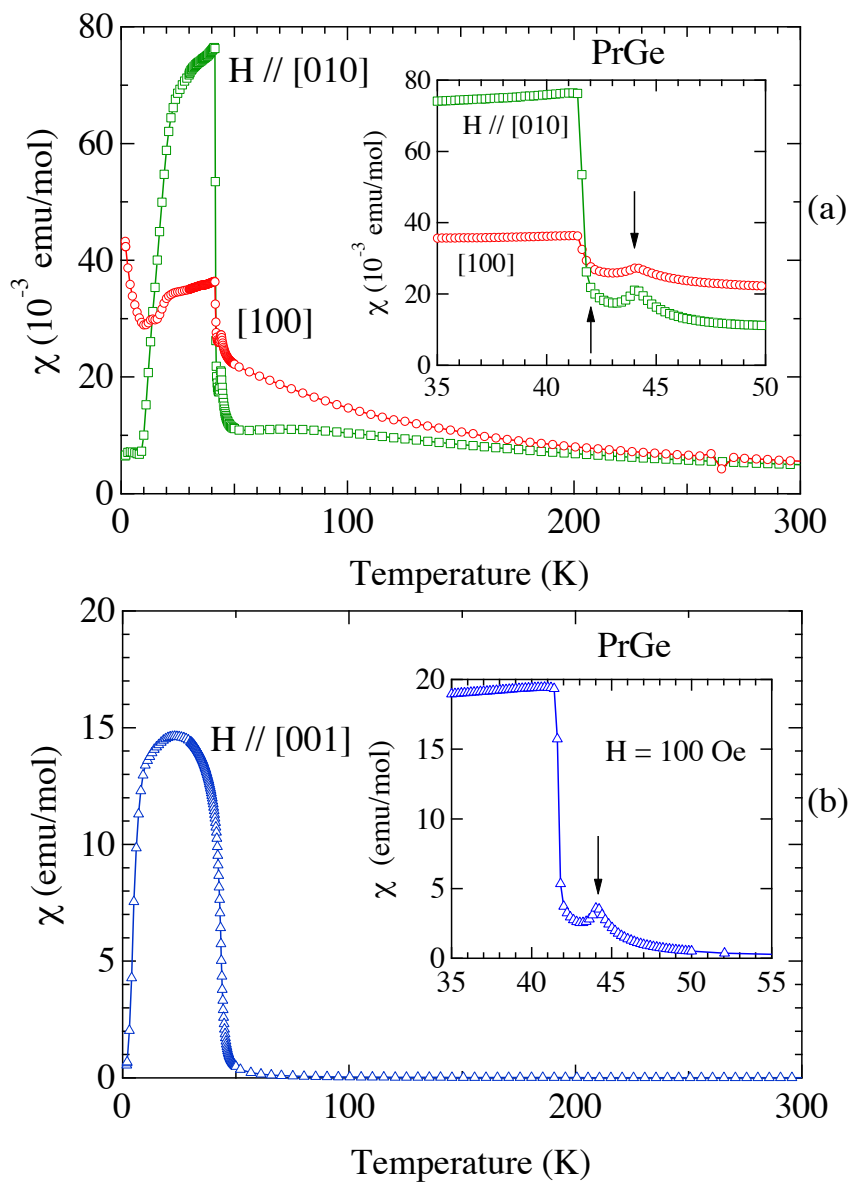 80
60
40
20
0
χ (10⁻³ emu/mol)
H // [010]
[100]
PrGe
80
60
40
20
0
χ (10⁻³ emu/mol)
H // [010]
[100]
35
40
45
50
(a)
0
100
200
300
Temperature (K)
20
15
10
5
0
χ (emu/mol)
H // [001]
PrGe
20
15
10
5
0
χ (emu/mol)
H = 100 Oe
35
40
45
50
55
(b)
0
100
200
300
Temperature (K)